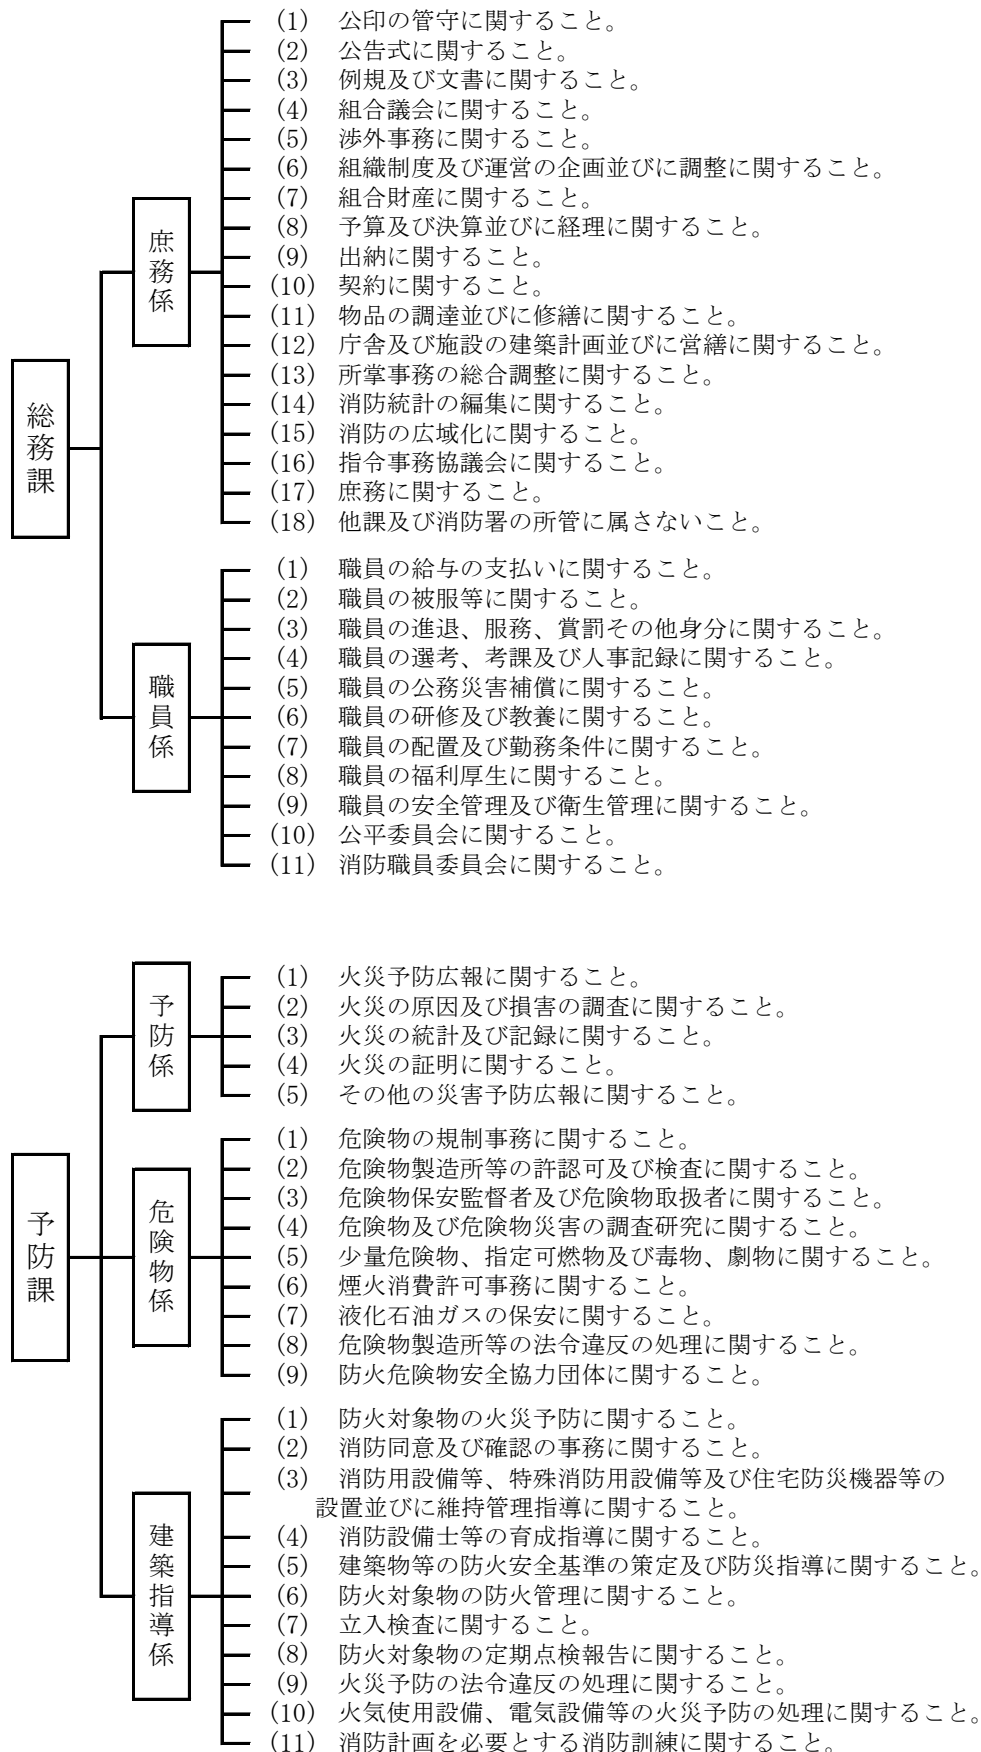 総務課
庶務係
(1) 公印の管守に関すること。
(2) 公告式に関すること。
(3) 例規及び文書に関すること。
(4) 組合議会に関すること。
(5) 渉外事務に関すること。
(6) 組織制度及び運営の企画並びに調整に関すること。
(7) 組合財産に関すること。
(8) 予算及び決算並びに経理に関すること。
(9) 出納に関すること。
(10) 契約に関すること。
(11) 物品の調達並びに修繕に関すること。
(12) 庁舎及び施設の建築計画並びに営繕に関すること。
(13) 所掌事務の総合調整に関すること。
(14) 消防統計の編集に関すること。
(15) 消防の広域化に関すること。
(16) 指令事務協議会に関すること。
(17) 庶務に関すること。
(18) 他課及び消防署の所管に属さないこと。
職員係
(1) 職員の給与の支払いに関すること。
(2) 職員の被服等に関すること。
(3) 職員の進退、服務、賞罰その他身分に関すること。
(4) 職員の選考、考課及び人事記録に関すること。
(5) 職員の公務災害補償に関すること。
(6) 職員の研修及び教養に関すること。
(7) 職員の配置及び勤務条件に関すること。
(8) 職員の福利厚生に関すること。
(9) 職員の安全管理及び衛生管理に関すること。
(10) 公平委員会に関すること。
(11) 消防職員委員会に関すること。
予防課
予防係
(1) 火災予防広報に関すること。
(2) 火災の原因及び損害の調査に関すること。
(3) 火災の統計及び記録に関すること。
(4) 火災の証明に関すること。
(5) その他の災害予防広報に関すること。
危険物係
(1) 危険物の規制事務に関すること。
(2) 危険物製造所等の許認可及び検査に関すること。
(3) 危険物保安監督者及び危険物取扱者に関すること。
(4) 危険物及び危険物災害の調査研究に関すること。
(5) 少量危険物、指定可燃物及び毒物、劇物に関すること。
(6) 煙火消費許可事務に関すること。
(7) 液化石油ガスの保安に関すること。
(8) 危険物製造所等の法令違反の処理に関すること。
(9) 防火危険物安全協力団体に関すること。
建築指導係
(1) 防火対象物の火災予防に関すること。
(2) 消防同意及び確認の事務に関すること。
(3) 消防用設備等、特殊消防用設備等及び住宅防災機器等の
設置並びに維持管理指導に関すること。
(4) 消防設備士等の育成指導に関すること。
(5) 建築物等の防火安全基準の策定及び防災指導に関すること。
(6) 防火対象物の防火管理に関すること。
(7) 立入検査に関すること。
(8) 防火対象物の定期点検報告に関すること。
(9) 火災予防の法令違反の処理に関すること。
(10) 火気使用設備、電気設備等の火災予防の処理に関すること。
(11) 消防計画を必要とする消防訓練に関すること。